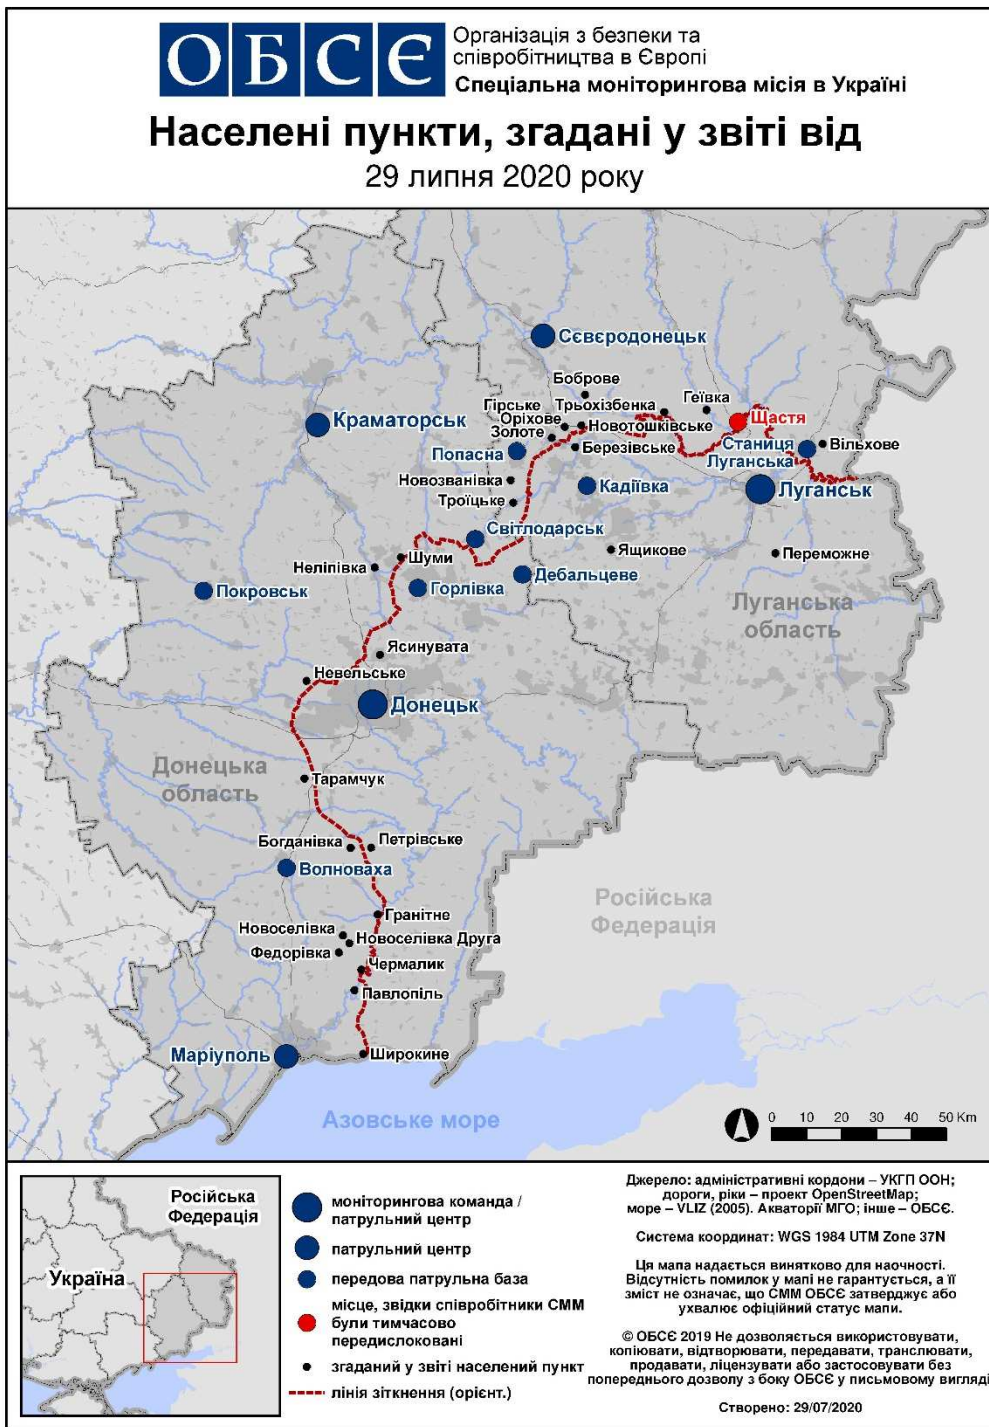 ОБСЄ
Організація з безпеки та
співробітництва в Європі
Спеціальна моніторингова місія в Україні
Населені пункти, згадані у звіті від
29 липня 2020 року
Сєвєродонецьк
Боброве
Геївка
Гірське
Трьохізбенка
Щастя
Краматорськ
Оріхове
Новотошківське
Золоте
Станиця
Луганська
Вільхове
Попасна
Березівське
Новозванівка
Кадіївка
Луганськ
Троїцьке
Світлодарськ
Шуми
Ящикове
Переможне
Неліпівка
Дебальцеве
Покровськ
Горлівка
Луганська
область
Ясинувата
Невельське
Донецьк
Донецька
область
Тарамчук
Богданівка
Петрівське
Волноваха
Російська
Федерація
Гранітне
Новоселівка
Новоселівка Друга
Федорівка
Чермалик
Павлопіль
Маріуполь
Широкине
Азовське море
0 10 20 30 40 50 Km
Російська
Федерація
Україна
моніторингова команда /
патрульний центр
патрульний центр
передова патрульна база
місце, звідки співробітники СММ
були тимчасово
передислоковані
згаданий у звіті населений пункт
лінія зіткнення (орієнт.)
Джерело: адміністративні кордони – УКГП ООН;
дороги, ріки – проект OpenStreetMap;
море – VLIZ (2005). Акваторії МГО; інше – ОБСЄ.
Система координат: WGS 1984 UTM Zone 37N
Ця мапа надається винятково для наочності.
Відсутність помилок у мапі не гарантується, а її
зміст не означає, що СММ ОБСЄ затверджує або
ухвалює офіційний статус мапи.
© ОБСЄ 2019 Не дозволяється використовувати,
копіювати, відтворювати, передавати, транслювати,
продавати, ліцензувати або застосовувати без
попереднього дозволу з боку ОБСЄ у письмовому вигляді
Створено: 29/07/2020